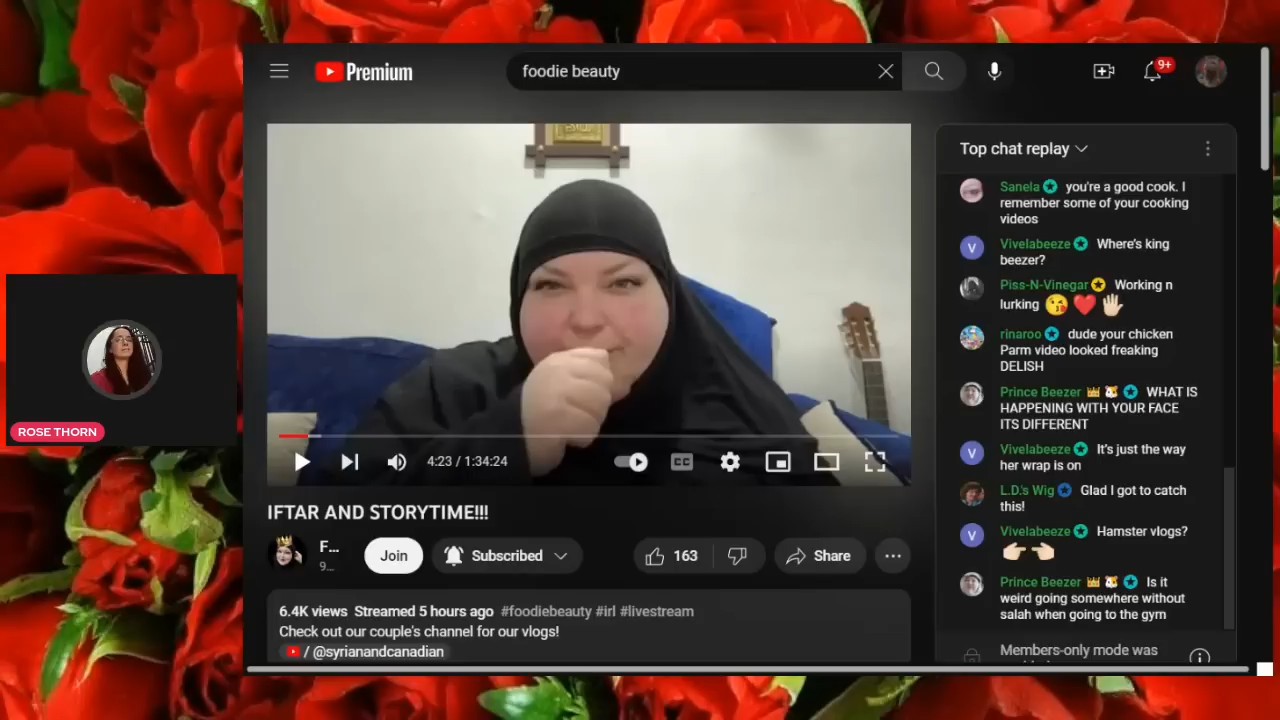 Premium
foodie beauty
9+
Top chat replay
Sanela you're a good cook. I
remember some of your cooking
videos
V Vivelabeeze Where's king
beezer?
Piss-N-Vinegar Working n
lurking
rinaroo dude your chicken
Parm video looked freaking
DELISH
Prince Beezer WHAT IS
HAPPENING WITH YOUR FACE
ITS DIFFERENT
V Vivelabeeze It's just the way
her wrap is on
L.D.'s Wig Glad I got to catch
this!
V Vivelabeeze Hamster vlogs?
Prince Beezer Is it
weird going somewhere without
salah when going to the gym
Members-only mode was
ROSE THORN
4:23 / 1:34:24
CC
IFTAR AND STORYTIME!!!
F...
9...
Join
Subscribed
163
Share
6.4K views Streamed 5 hours ago #foodiebeauty #irl #livestream
Check out our couple's channel for our vlogs!
/ @syrianandcanadian